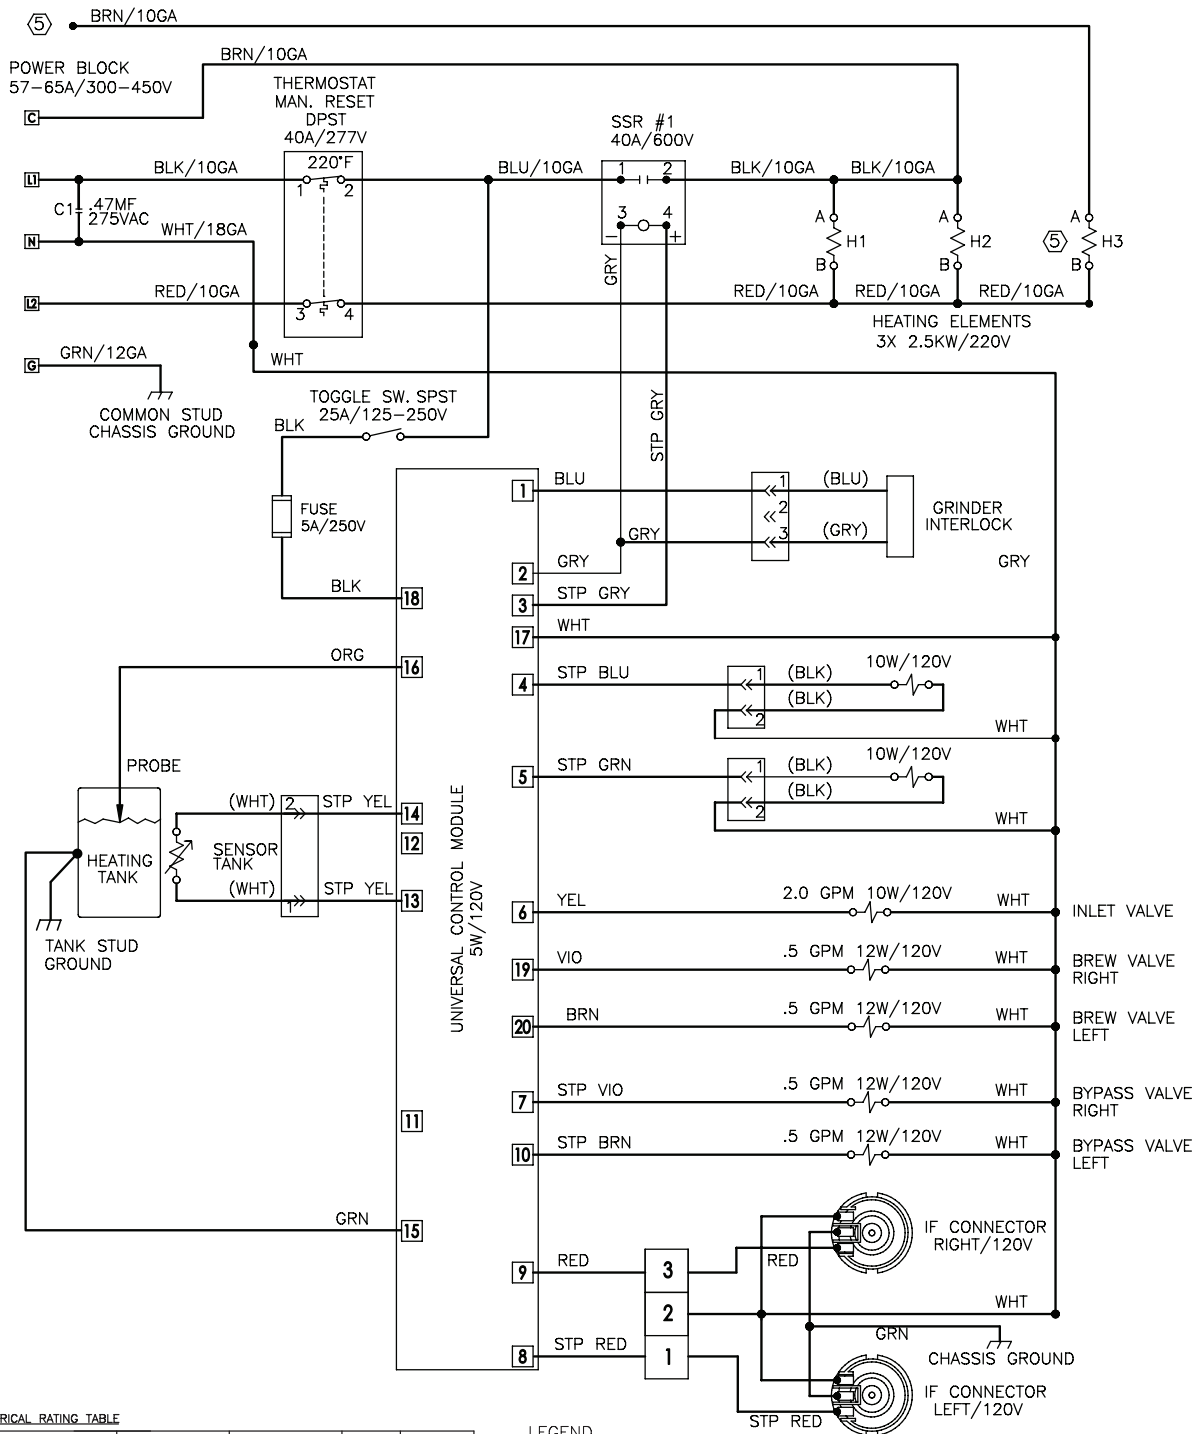 5
BRN/10GA
BRN/10GA
POWER BLOCK
57-65A/300-450V
THERMOSTAT
MAN. RESET
DPST
40A/277V
C
SSR #1
40A/600V
220°F
L1
BLK/10GA
1
2
BLU/10GA
1
2
BLK/10GA
BLK/10GA
C1
.47MF
275VAC
3
4
-
+
A
A
A
N
WHT/18GA
H1
H2
5
H3
B
B
B
GRY
L2
RED/10GA
3
4
RED/10GA
RED/10GA
RED/10GA
HEATING ELEMENTS
3X 2.5KW/220V
G
GRN/12GA
WHT
COMMON STUD
CHASSIS GROUND
TOGGLE SW. SPST
25A/125-250V
BLK
STP GRY
FUSE
5A/250V
1
BLU
1
(BLU)
2
3
(GRY)
GRINDER
INTERLOCK
GRY
GRY
2
GRY
BLK
18
3
STP GRY
17
WHT
ORG
16
4
STP BLU
1
(BLK)
10W/120V
(BLK)
2
WHT
5
STP GRN
1
(BLK)
10W/120V
(BLK)
2
WHT
PROBE
(WHT)
2
STP YEL
14
HEATING
TANK
SENSOR
TANK
12
(WHT)
1
STP YEL
13
TANK STUD
GROUND
UNIVERSAL CONTROL MODULE
5W/120V
6
YEL
2.0 GPM 10W/120V
WHT
INLET VALVE
19
VIO
.5 GPM 12W/120V
WHT
BREW VALVE
RIGHT
20
BRN
.5 GPM 12W/120V
WHT
BREW VALVE
LEFT
7
STP VIO
.5 GPM 12W/120V
WHT
BYPASS VALVE
RIGHT
11
10
STP BRN
.5 GPM 12W/120V
WHT
BYPASS VALVE
LEFT
GRN
15
IF CONNECTOR
RIGHT/120V
9
RED
3
RED
2
WHT
GRN
CHASSIS GROUND
8
STP RED
1
STP RED
IF CONNECTOR
LEFT/120V
RICAL RATING TABLE
LEGEND